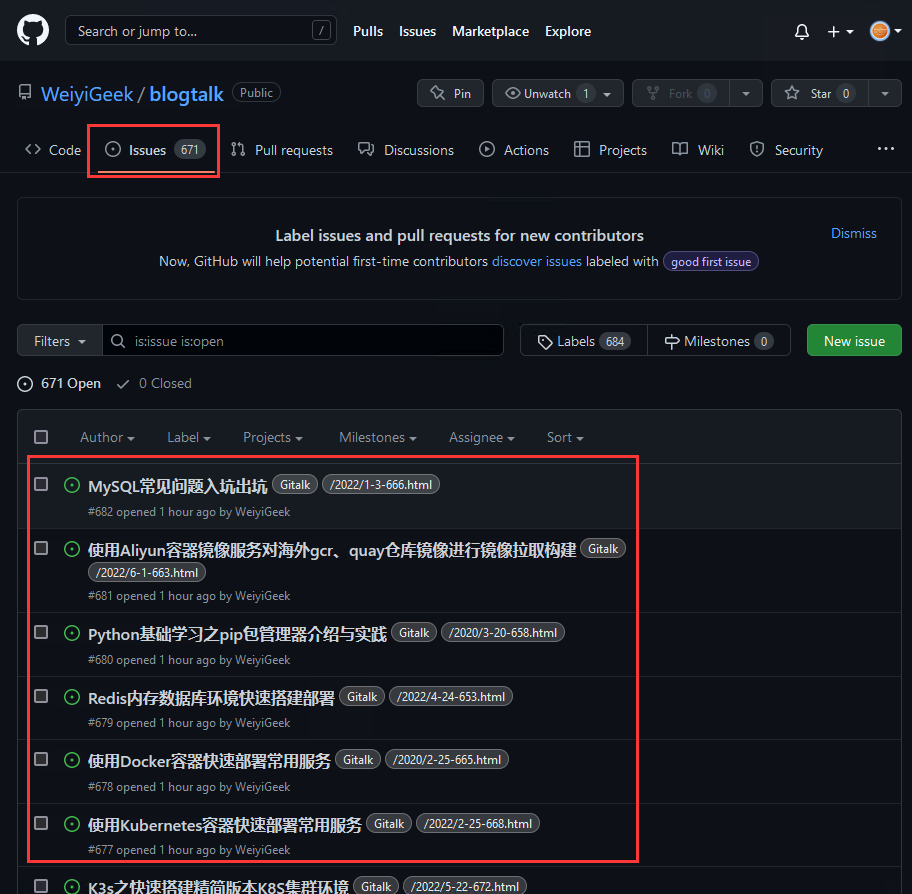 Search or jump to... / Pulls Issues Marketplace Explore
WeiyiGeek / blogtalk Public Pin Unwatch 1 Fork 0 Star 0
Code Issues 671 Pull requests Discussions Actions Projects Wiki Security ...
Label issues and pull requests for new contributors Dismiss
Now, GitHub will help potential first-time contributors discover issues labeled with good first issue
Filters is:issue is:open Labels 684 Milestones 0 New issue
671 Open 0 Closed
Author Label Projects Milestones Assignee Sort
MySQL常见问题入坑出坑 Gitalk /2022/1-3-666.html
#682 opened 1 hour ago by WeiyiGeek
使用Aliyun容器镜像服务对海外gcr、quay仓库镜像进行镜像拉取构建 Gitalk
/2022/6-1-663.html
#681 opened 1 hour ago by WeiyiGeek
Python基础学习之pip包管理器介绍与实践 Gitalk /2020/3-20-658.html
#680 opened 1 hour ago by WeiyiGeek
Redis内存数据库环境快速搭建部署 Gitalk /2022/4-24-653.html
#679 opened 1 hour ago by WeiyiGeek
使用Docker容器快速部署常用服务 Gitalk /2020/2-25-665.html
#678 opened 1 hour ago by WeiyiGeek
使用Kubernetes容器快速部署常用服务 Gitalk /2022/2-25-668.html
#677 opened 1 hour ago by WeiyiGeek
K3s之快速搭建精简版本K8S集群环境 Gitalk /2022/5-22-672.html